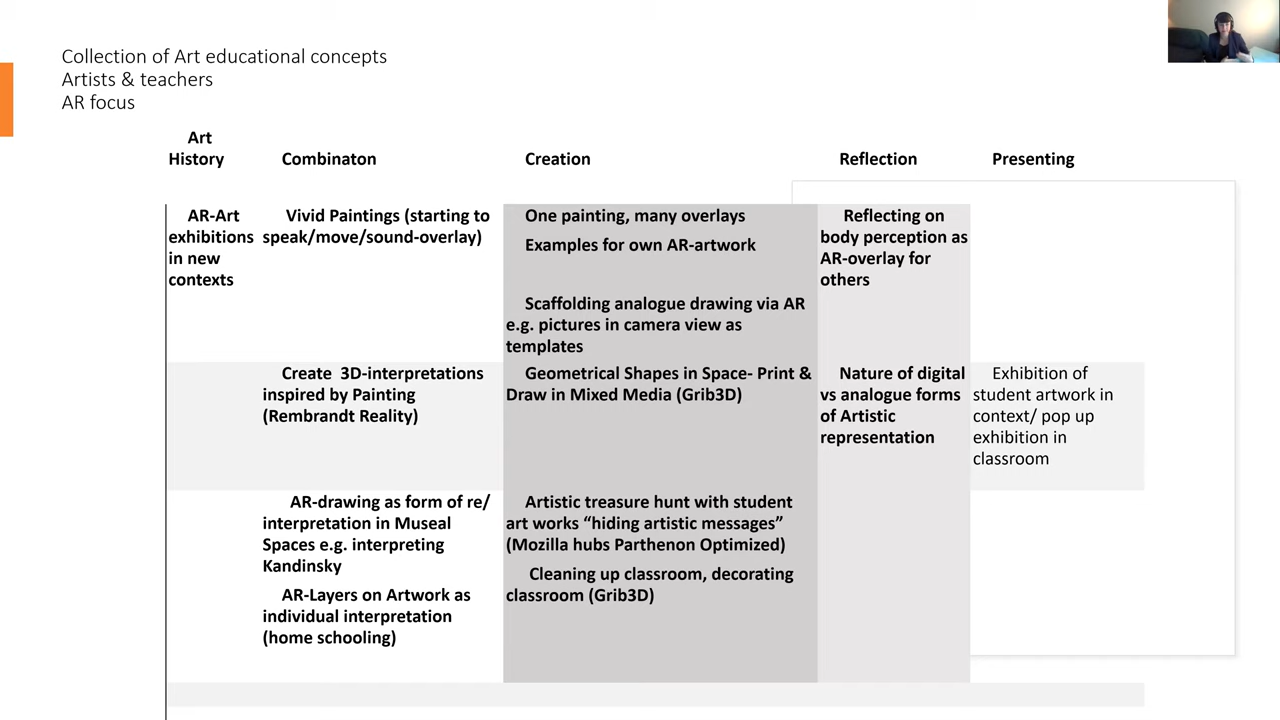 Collection of Art educational concepts
Artists & teachers
AR focus
Art
History
Combinaton
Creation
Reflection
Presenting
AR-Art
exhibitions
in new
contexts
Vivid Paintings (starting to
speak/move/sound-overlay)
One painting, many overlays
Examples for own AR-artwork
Scaffolding analogue drawing via AR
e.g. pictures in camera view as
templates
Reflecting on
body perception as
AR-overlay for
others
Create 3D-interpretations
inspired by Painting
(Rembrandt Reality)
Geometrical Shapes in Space- Print &
Draw in Mixed Media (Grib3D)
Nature of digital
vs analogue forms
of Artistic
representation
Exhibition of
student artwork in
context/ pop up
exhibition in
classroom
AR-drawing as form of re/
interpretation in Museal
Spaces e.g. interpreting
Kandinsky
AR-Layers on Artwork as
individual interpretation
(home schooling)
Artistic treasure hunt with student
art works “hiding artistic messages”
(Mozilla hubs Parthenon Optimized)
Cleaning up classroom, decorating
classroom (Grib3D)